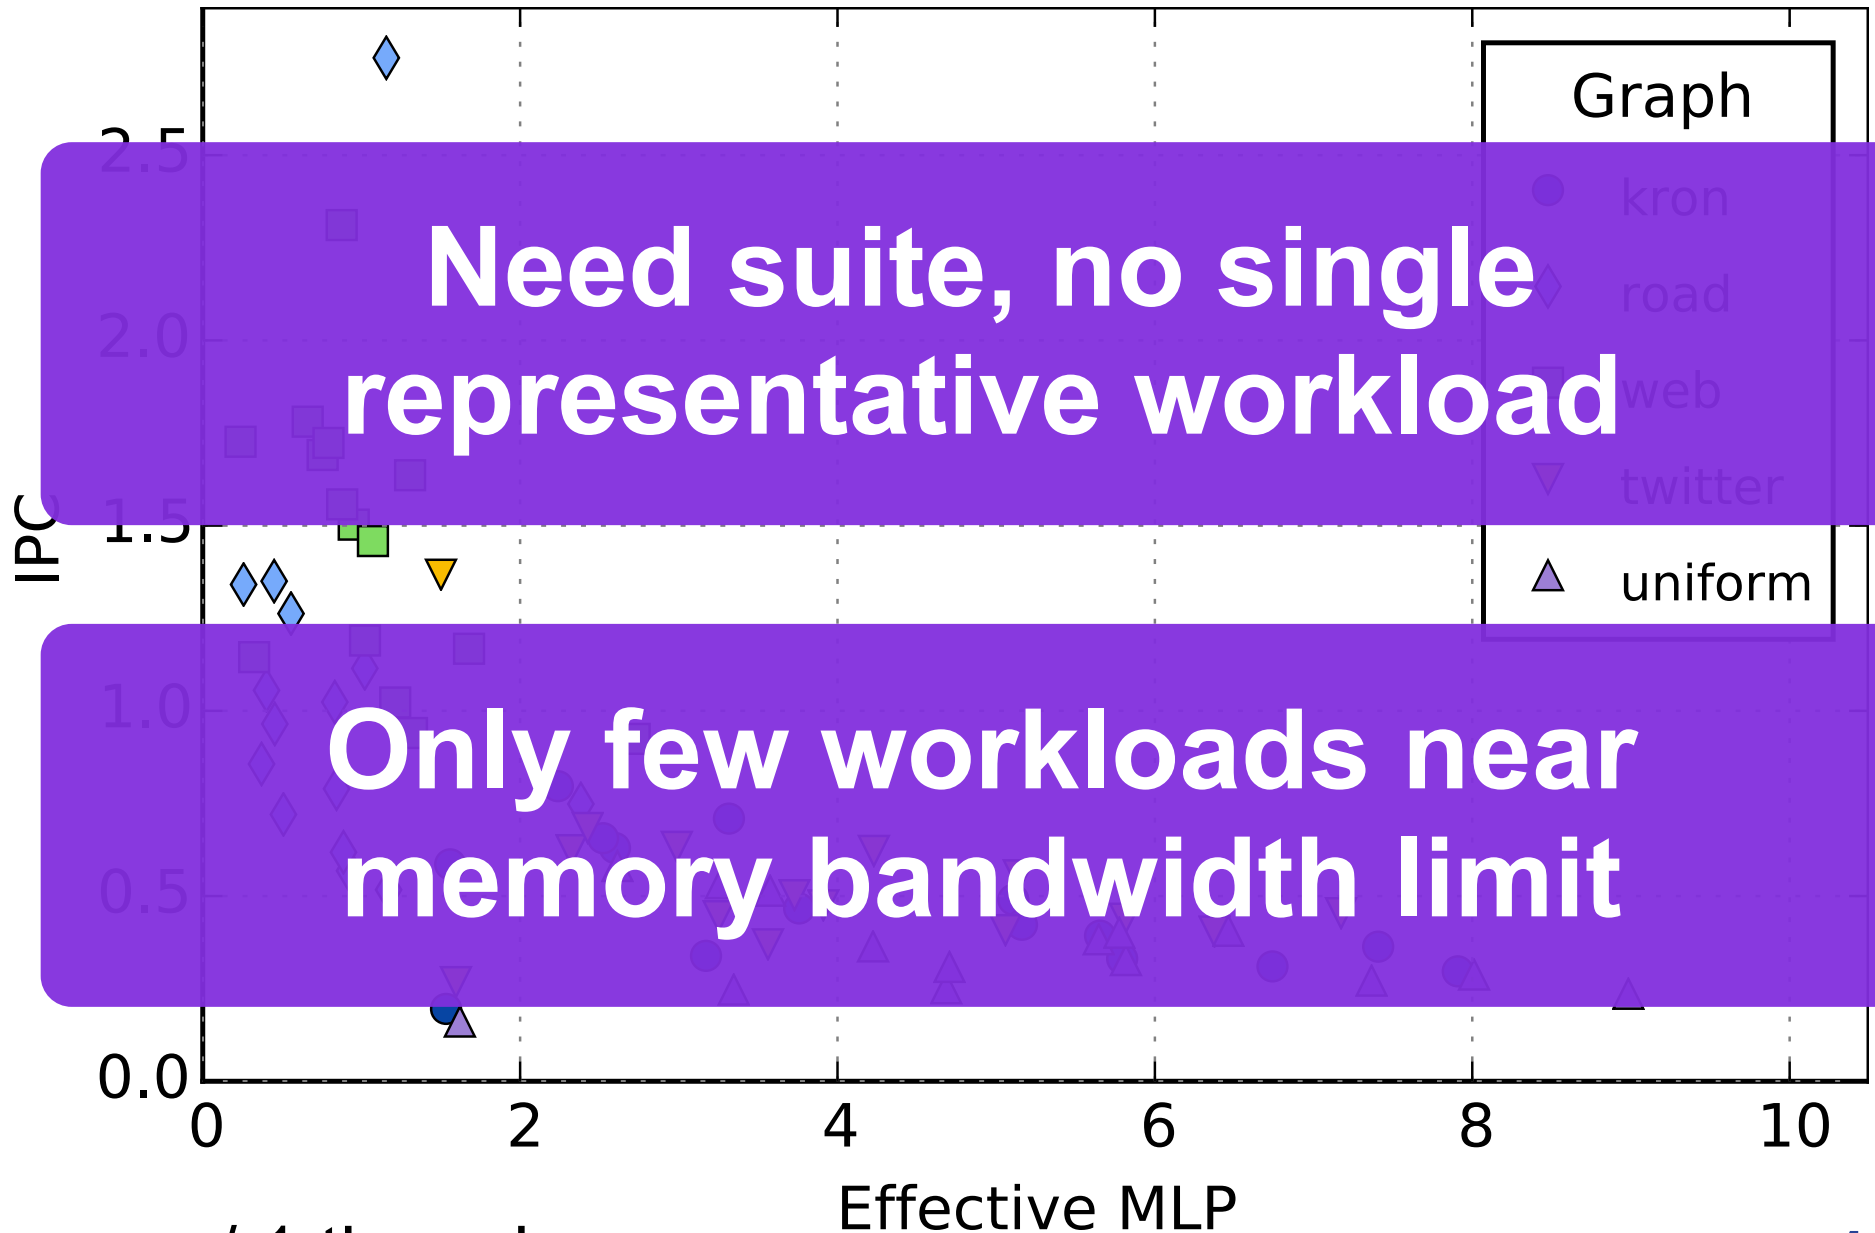 Graph
2.5
kron
Need suite, no single
road
2.0
representative workload
web
twitter
1.5
IPC
uniform
1.0
Only few workloads near
0.5
memory bandwidth limit
0.0
0 2 4 6 8 10
Effective MLP